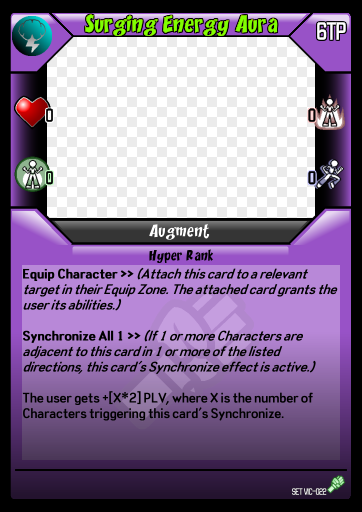 Surging Energy Aura
6TP
0
0
0
0
Augment
Hyper Rank
Equip Character >> (Attach this card to a relevant
target in their Equip Zone. The attached card grants the
user its abilities.)
Synchronize All 1 >> (If 1 or more Characters are
adjacent to this card in 1 or more of the listed
directions, this card's Synchronize effect is active.)
The user gets +[X*2] PLV, where X is the number of
Characters triggering this card's Synchronize.
SET VIC-022